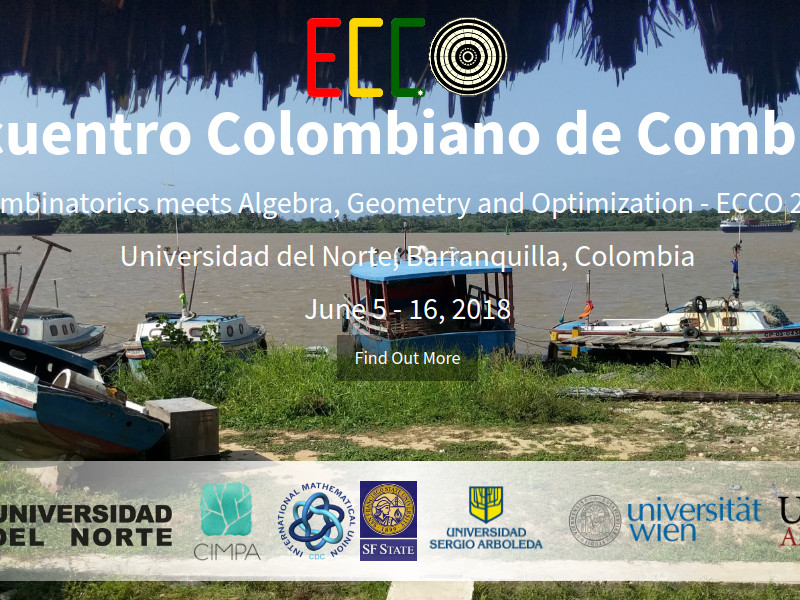 ECCO
cuentro Colombiano de Comb
mbinatorics meets Algebra, Geometry and Optimization - ECCO 2
Universidad del Norte, Barranquilla, Colombia
June 5 - 16, 2018
Find Out More
UNIVERSIDAD
DEL NORTE
CIMPA
INTERNATIONAL MATHEMATICAL UNION
CDC
SF STATE
UNIVERSIDAD
SERGIO ARBOLEDA
universität
wien
U
A